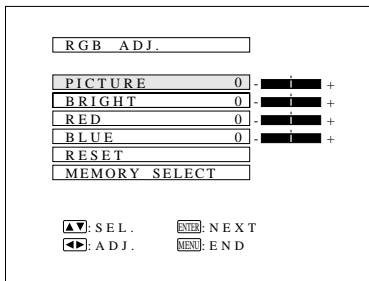 RGB ADJ.
PICTURE 0 - +
BRIGHT 0 - +
RED 0 - +
BLUE 0 - +
RESET
MEMORY SELECT
▲▼: SEL. ENTER: NEXT
◀▶: ADJ. MENU: END